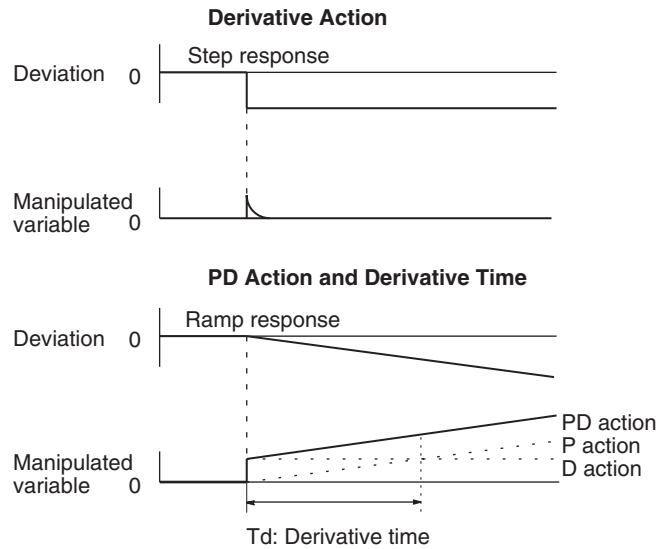 Derivative Action
Step response
Deviation 0
Manipulated
variable 0
PD Action and Derivative Time
Ramp response
Deviation 0
PD action
P action
D action
Manipulated
variable 0
Td: Derivative time